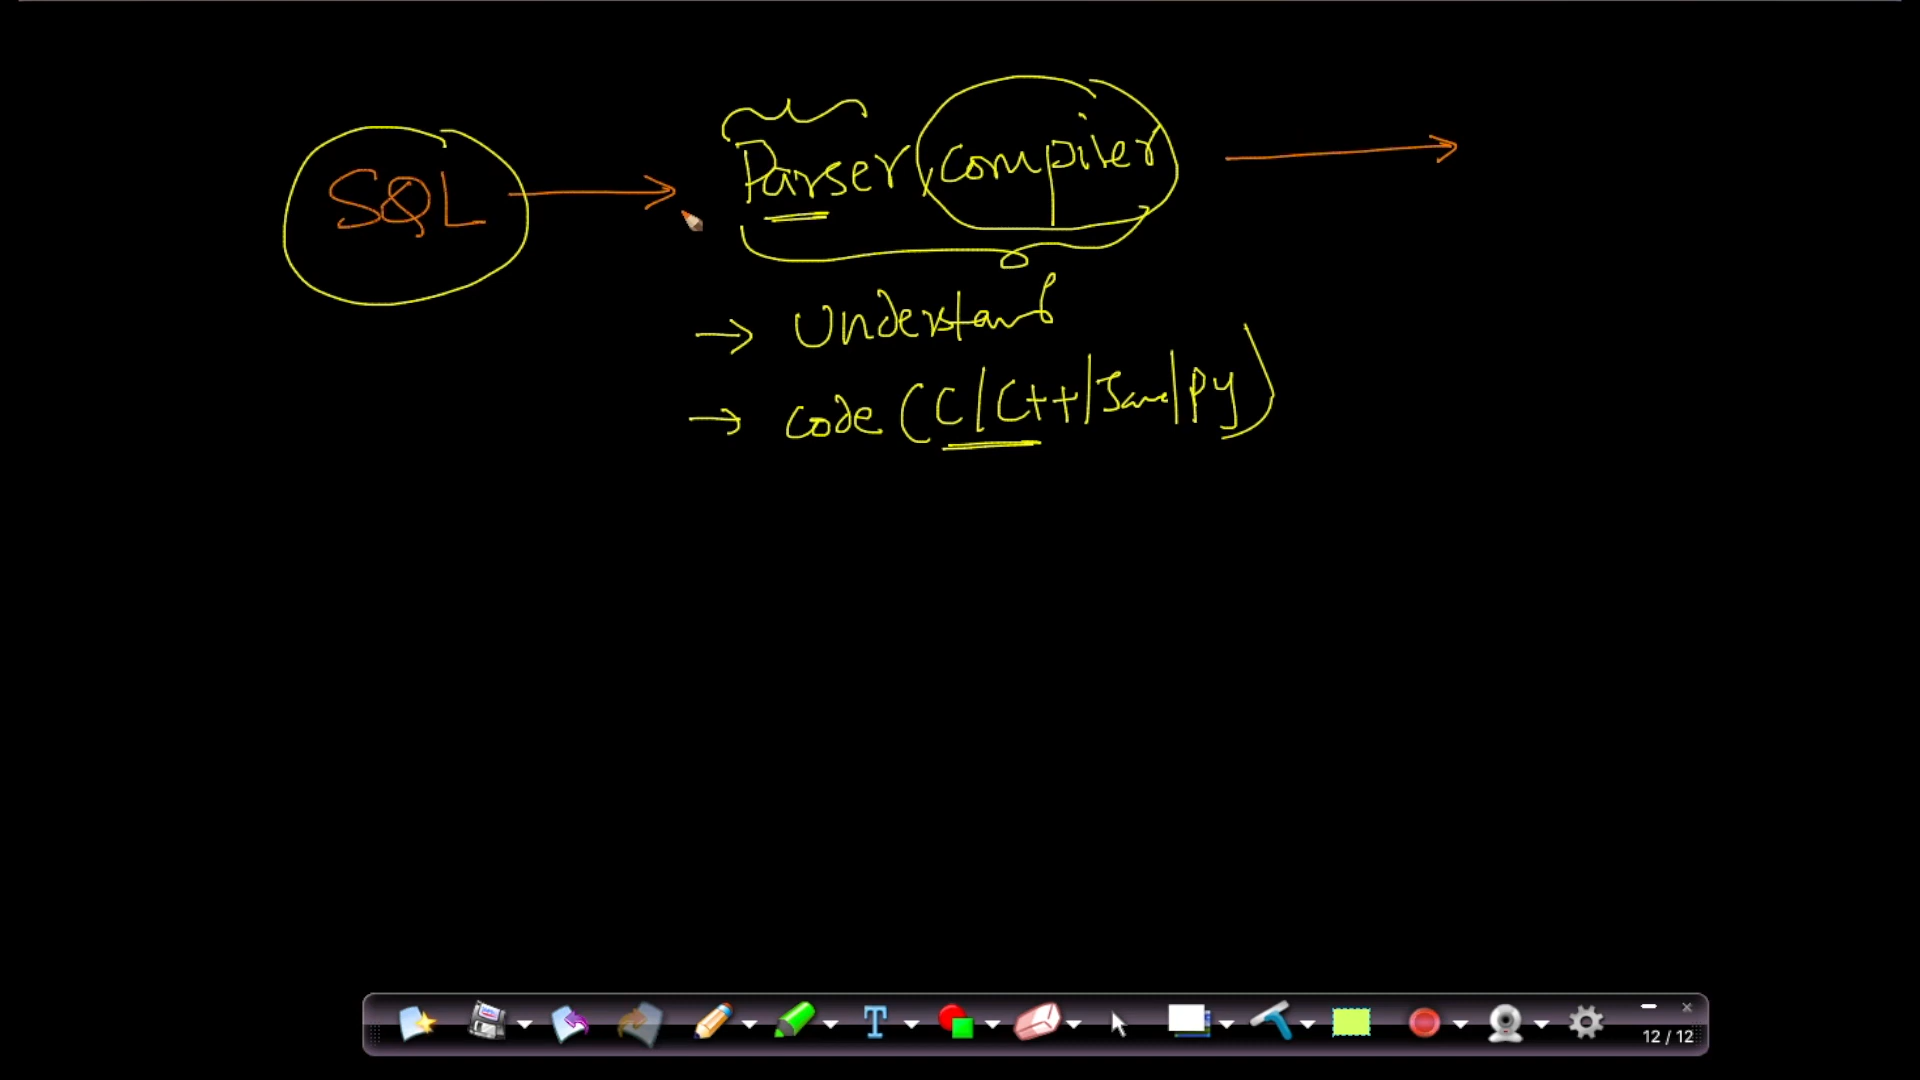 SQL → Parser, compiler →
→ Understand
→ code (C/C++/Java/Py)
T
12 / 12